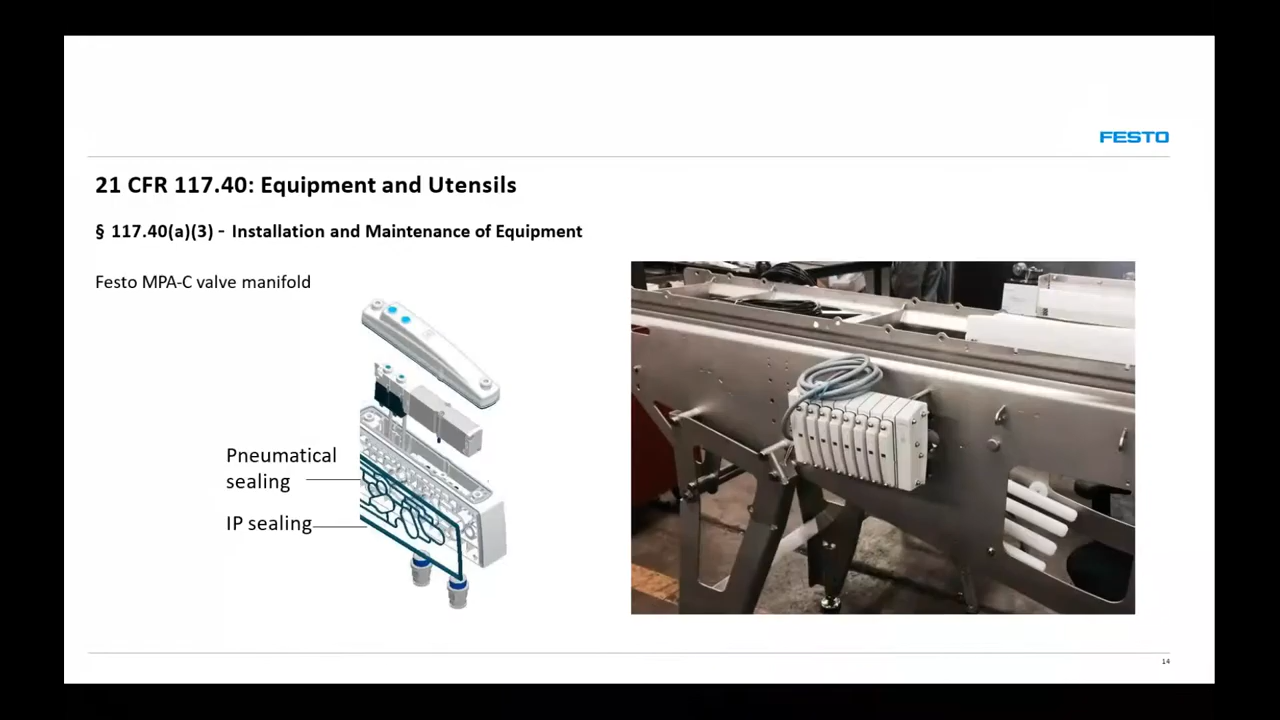 FESTO
21 CFR 117.40: Equipment and Utensils
§ 117.40(a)(3) - Installation and Maintenance of Equipment
Festo MPA-C valve manifold
Pneumatical
sealing
IP sealing
14